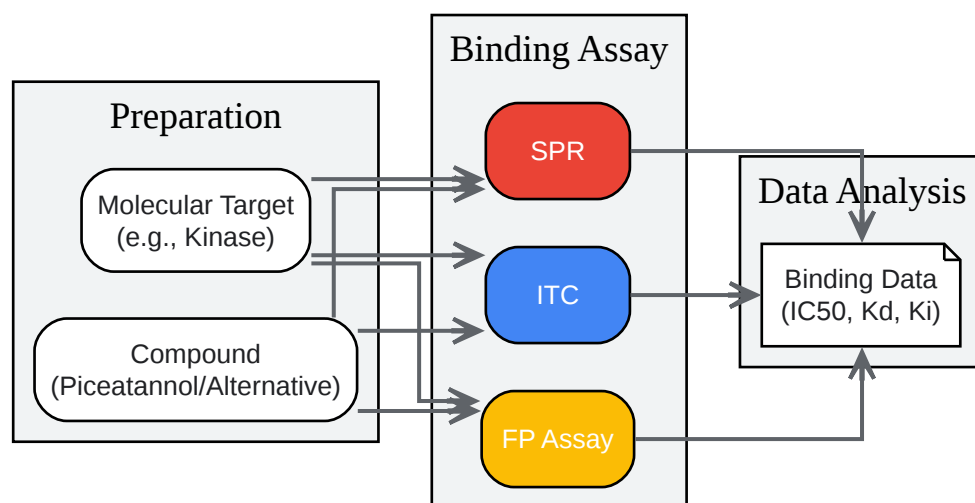 Preparation
Molecular Target
(e.g., Kinase)
Compound
(Piceatannol/Alternative)
Binding Assay
SPR
ITC
FP Assay
Data Analysis
Binding Data
(IC50, Kd, Ki)